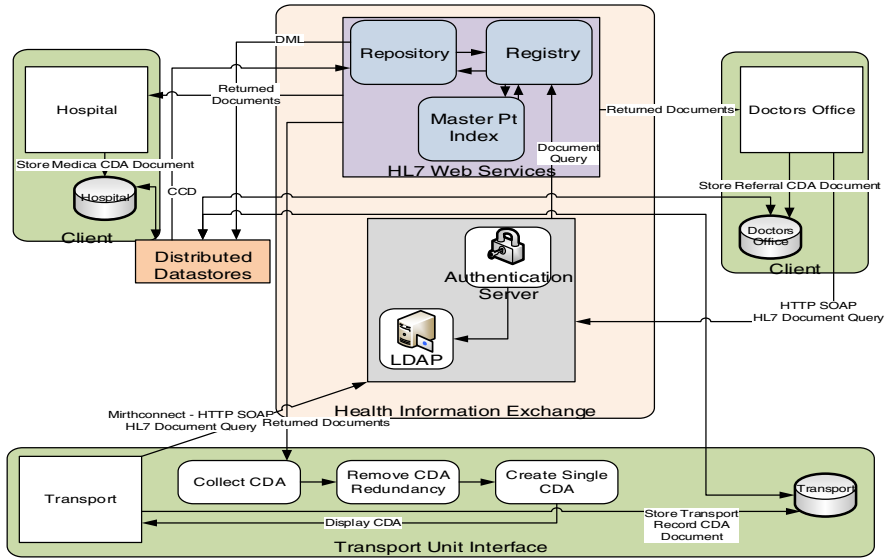 DML
Repository
Registry
Master Pt
Index
HL7 Web Services
Hospital
Returned
Documents
Returned Documents
Doctors Office
Document
Query
Store Medica CDA Document
Hospital
CCD
Client
Store Referral CDA Document
Doctors
Office
Client
Distributed
Datastores
Authentication
Server
LDAP
HTTP SOAP
HL7 Document Query
Health Information Exchange
Mirthconnect - HTTP SOAP
HL7 Document Query
Returned Documents
Transport
Collect CDA
Remove CDA
Redundancy
Create Single
CDA
Transport
Display CDA
Store Transport
Record CDA
Document
Transport Unit Interface